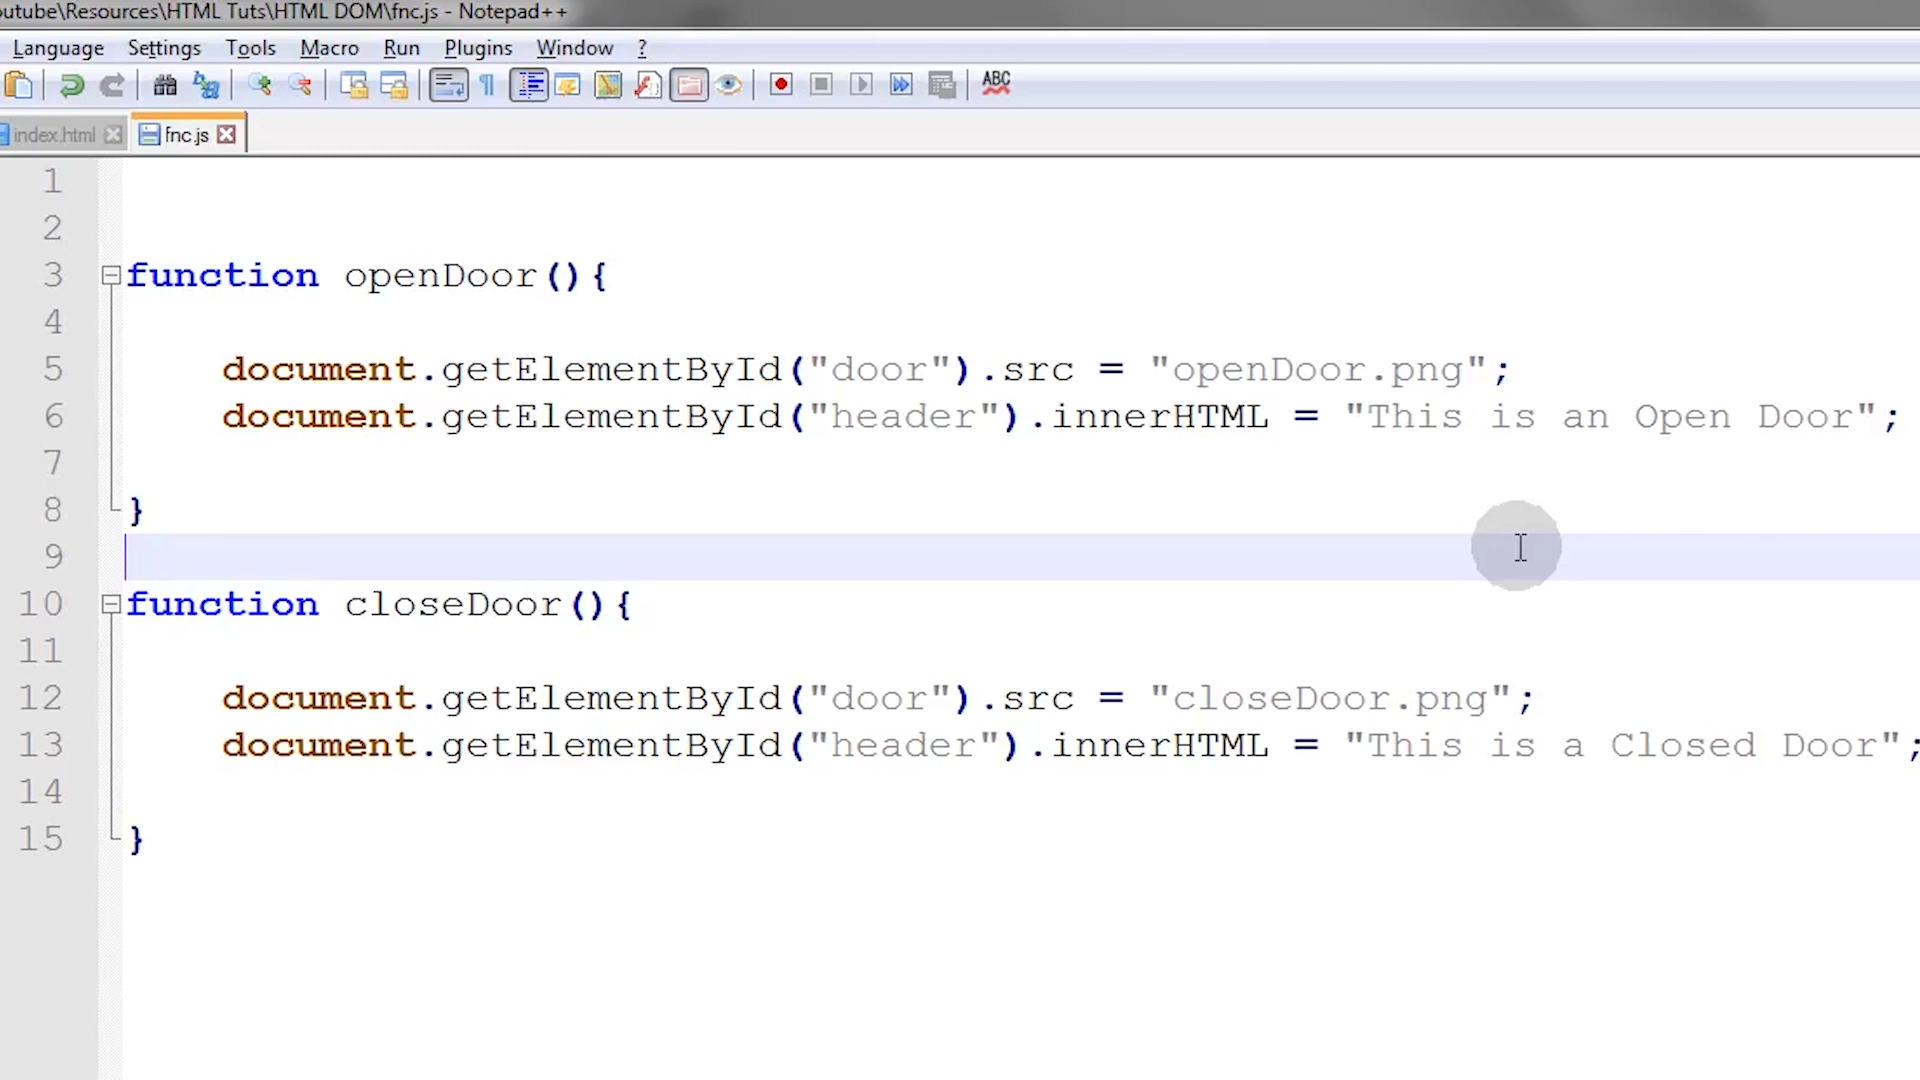 outube\Resources\HTML Tuts\HTML DOM\fnc.js - Notepad++
Language Settings Tools Macro Run Plugins Window ?
ABC
index.html fnc.js
1
2
3 function openDoor(){
4
5 document.getElementById("door").src = "openDoor.png";
6 document.getElementById("header").innerHTML = "This is an Open Door";
7
8 }
9
10 function closeDoor(){
11
12 document.getElementById("door").src = "closeDoor.png";
13 document.getElementById("header").innerHTML = "This is a Closed Door";
14
15 }